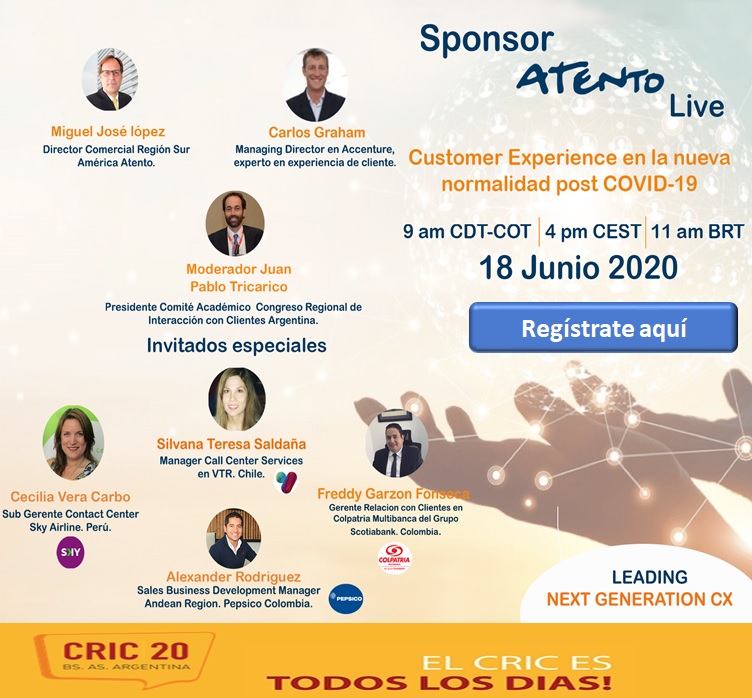 Sponsor
ATENTO
Live
Customer Experience en la nueva
normalidad post COVID-19
9 am CDT-COT | 4 pm CEST | 11 am BRT
18 Junio 2020
Regístrate aquí
Miguel José lópez
Director Comercial Región Sur
América Atento.
Carlos Graham
Managing Director en Accenture,
experto en experiencia de cliente.
Moderador Juan
Pablo Tricarico
Presidente Comité Académico Congreso Regional de
Interacción con Clientes Argentina.
Invitados especiales
Silvana Teresa Saldaña
Manager Call Center Services
en VTR. Chile.
Cecilia Vera Carbo
Sub Gerente Contact Center
Sky Airline. Perú.
SKY
Freddy Garzon Fonseca
Gerente Relacion con Clientes en
Colpatria Multibanca del Grupo
Scotiabank. Colombia.
COLPATRIA
Alexander Rodriguez
Sales Business Development Manager
Andean Region. Pepsico Colombia.
PEPSICO
LEADING
NEXT GENERATION CX
CRIC 20
BS. AS. ARGENTINA
EL CRIC ES
TODOS LOS DIAS!